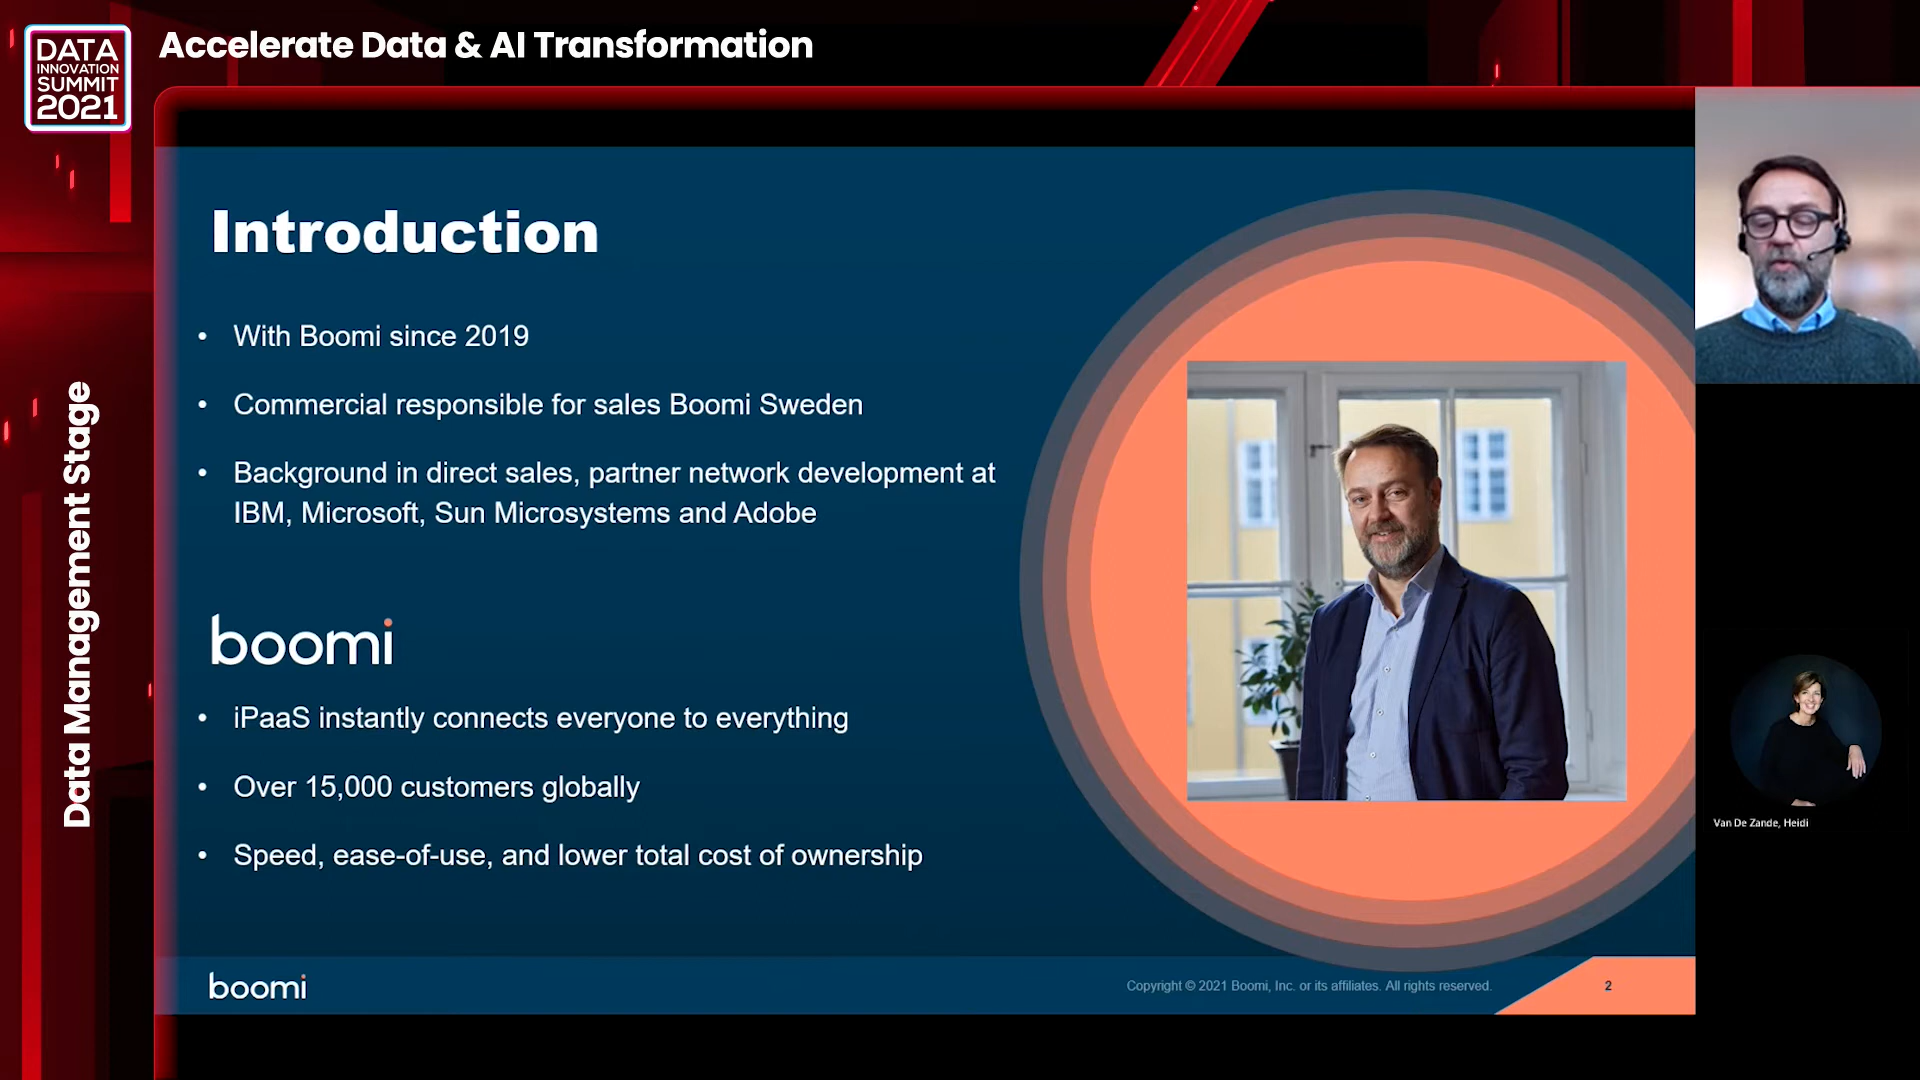 DATA
INNOVATION
SUMMIT
2021
Accelerate Data & AI Transformation
Data Management Stage
Introduction
• With Boomi since 2019
• Commercial responsible for sales Boomi Sweden
• Background in direct sales, partner network development at
IBM, Microsoft, Sun Microsystems and Adobe
boomi
• iPaaS instantly connects everyone to everything
• Over 15,000 customers globally
• Speed, ease-of-use, and lower total cost of ownership
boomi
Copyright © 2021 Boomi, Inc. or its affiliates. All rights reserved.
2
Van De Zande, Heidi